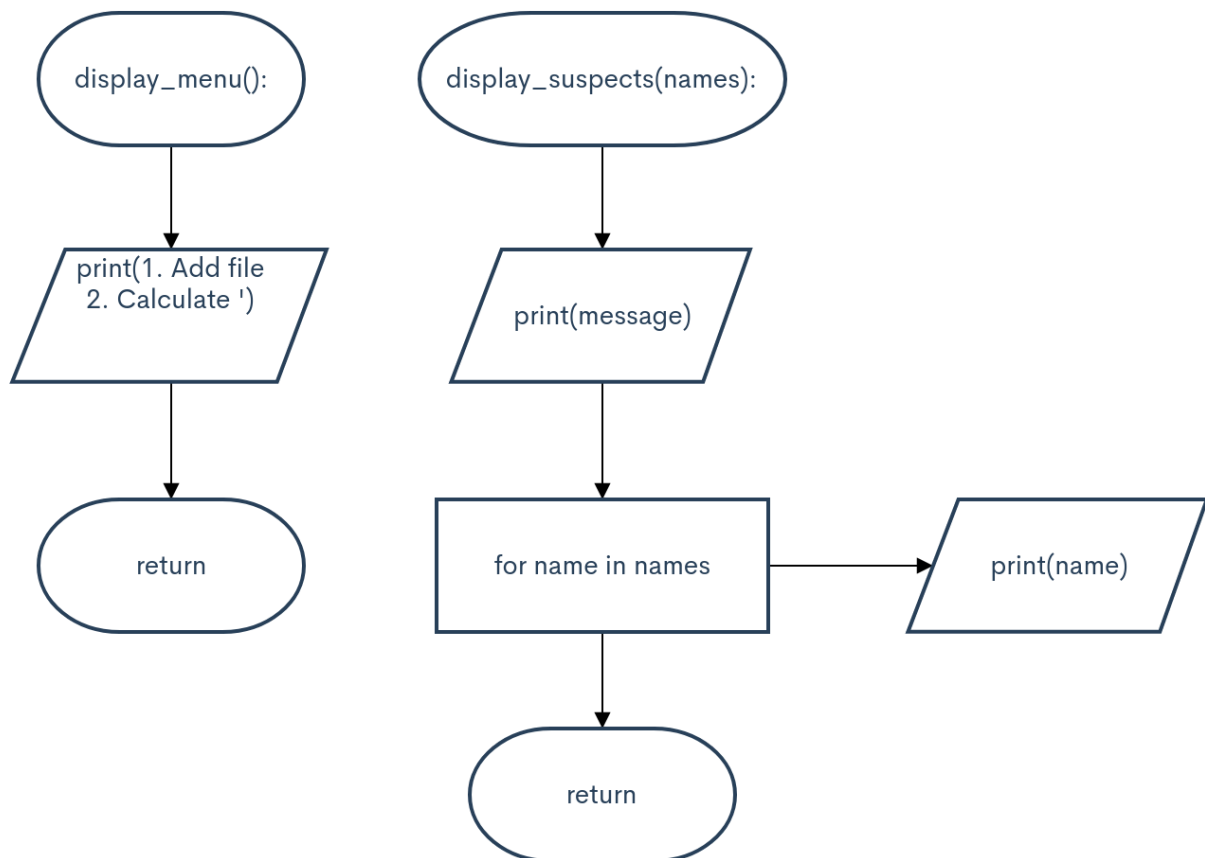 display_menu():
print(1. Add file
2. Calculate ')
return
display_suspects(names):
print(message)
for name in names
print(name)
return